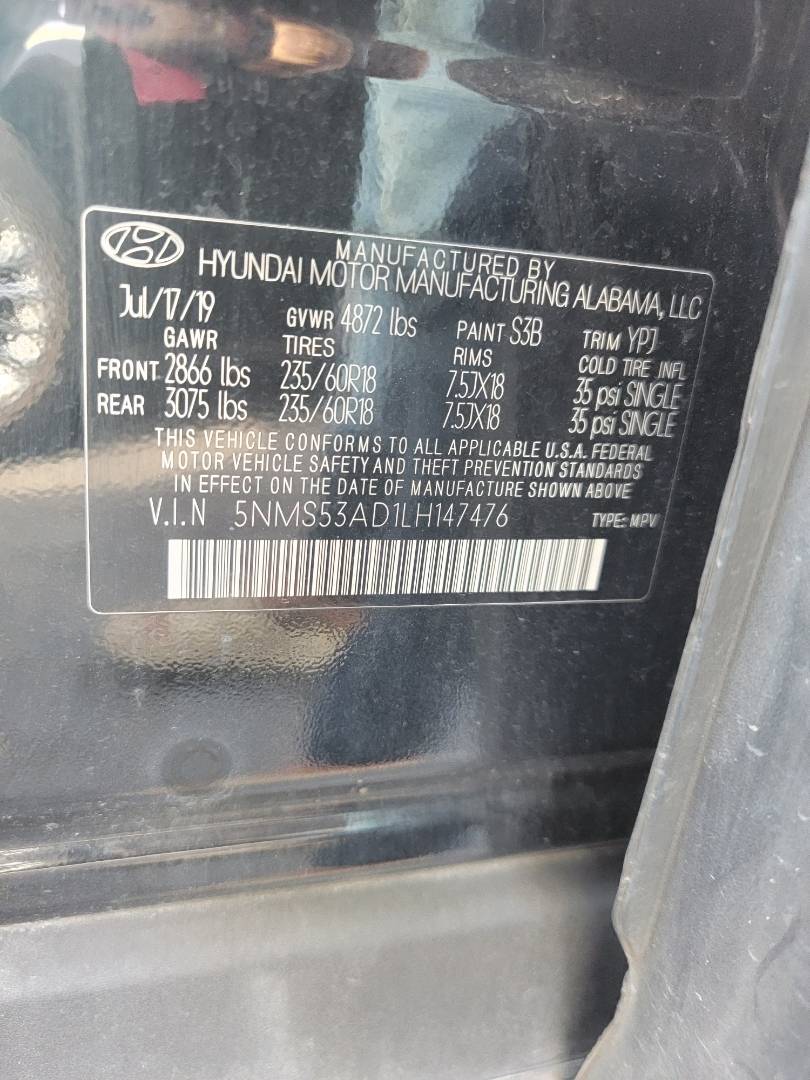 MANUFACTURED BY
HYUNDAI MOTOR MANUFACTURING ALABAMA, LLC
Jul/17/19 GVWR 4872 lbs PAINT S3B TRIM YPJ
GAWR TIRES RIMS COLD TIRE INFL
FRONT 2866 lbs 235/60R18 7.5JX18 35 psi SINGLE
REAR 3075 lbs 235/60R18 7.5JX18 35 psi SINGLE
THIS VEHICLE CONFORMS TO ALL APPLICABLE U.S.A. FEDERAL
MOTOR VEHICLE SAFETY AND THEFT PREVENTION STANDARDS
IN EFFECT ON THE DATE OF MANUFACTURE SHOWN ABOVE
V.I.N 5NMS53AD1LH147476 TYPE: MPV